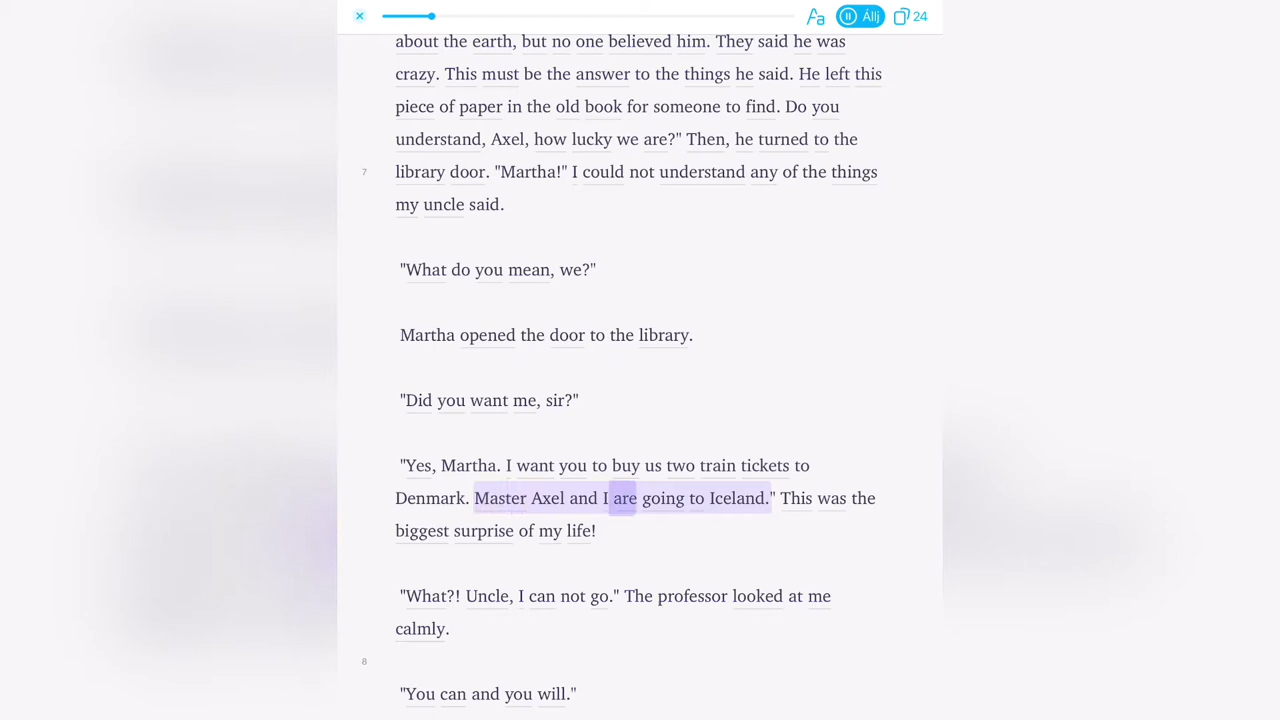 Állj
24
about the earth, but no one believed him. They said he was
crazy. This must be the answer to the things he said. He left this
piece of paper in the old book for someone to find. Do you
understand, Axel, how lucky we are?" Then, he turned to the
7
library door. "Martha!" I could not understand any of the things
my uncle said.
"What do you mean, we?"
Martha opened the door to the library.
"Did you want me, sir?"
"Yes, Martha. I want you to buy us two train tickets to
Denmark. Master Axel and I are going to Iceland." This was the
biggest surprise of my life!
"What?! Uncle, I can not go." The professor looked at me
calmly.
8
"You can and you will."